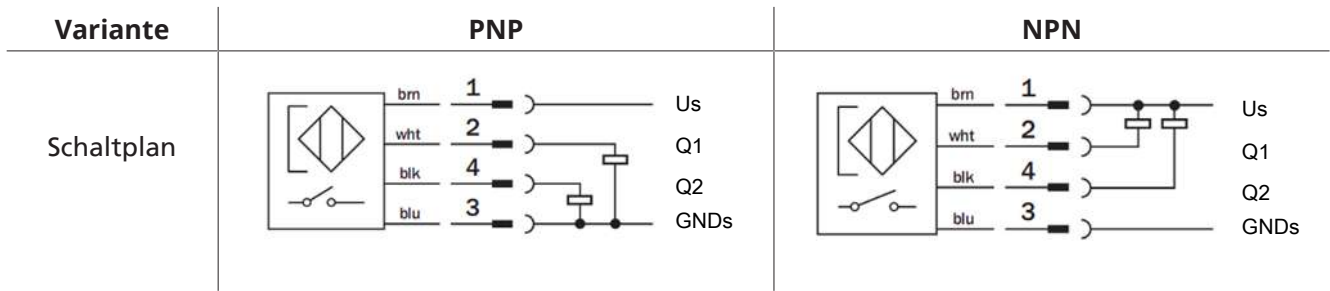 Variante PNP NPN
Schaltplan
brn 1 Us
wht 2 Q1
blk 4 Q2
blu 3 GNDs
brn 1 Us
wht 2 Q1
blk 4 Q2
blu 3 GNDs